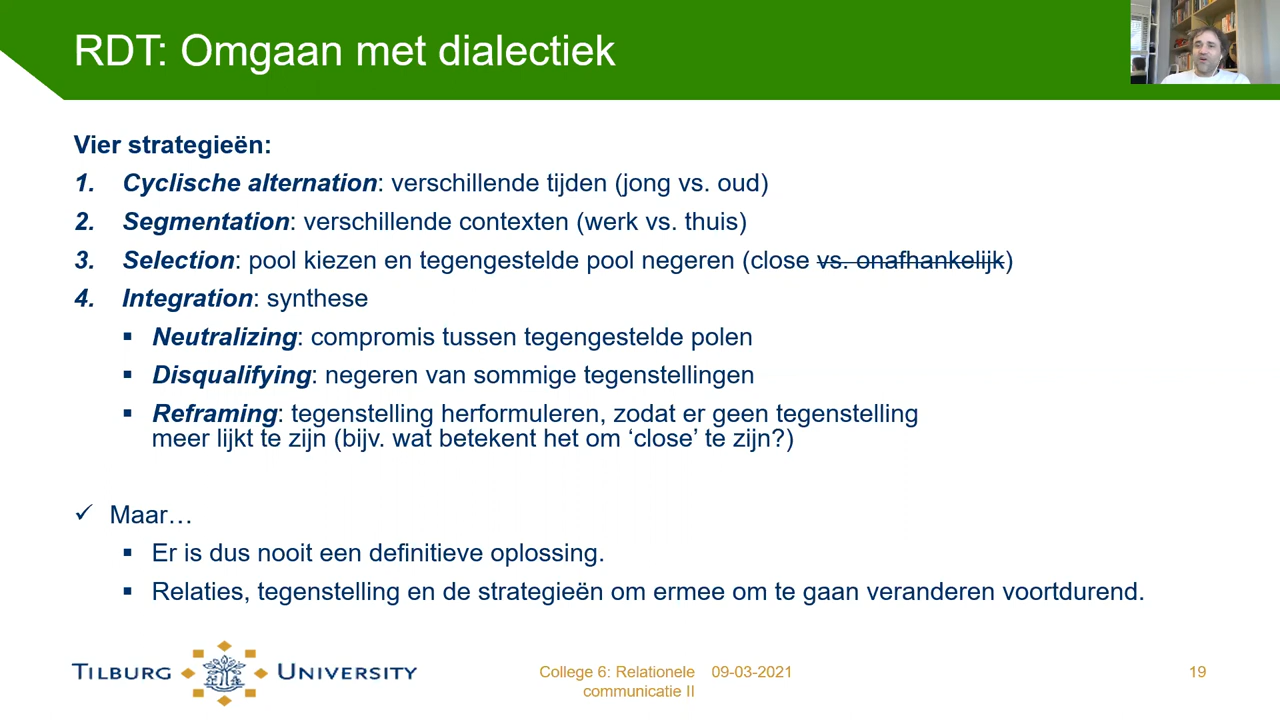 RDT: Omgaan met dialectiek
Vier strategieën:
1. Cyclische alternation: verschillende tijden (jong vs. oud)
2. Segmentation: verschillende contexten (werk vs. thuis)
3. Selection: pool kiezen en tegengestelde pool negeren (close vs. onafhankelijk)
4. Integration: synthese
▪ Neutralizing: compromis tussen tegengestelde polen
▪ Disqualifying: negeren van sommige tegenstellingen
▪ Reframing: tegenstelling herformuleren, zodat er geen tegenstelling
meer lijkt te zijn (bijv. wat betekent het om ‘close’ te zijn?)
✓ Maar…
▪ Er is dus nooit een definitieve oplossing.
▪ Relaties, tegenstelling en de strategieën om ermee om te gaan veranderen voortdurend.
TILBURG UNIVERSITY
College 6: Relationele 09-03-2021
communicatie II
19